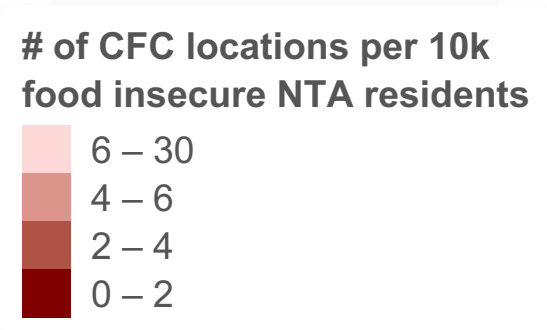 # of CFC locations per 10k
food insecure NTA residents
6 – 30
4 – 6
2 – 4
0 – 2